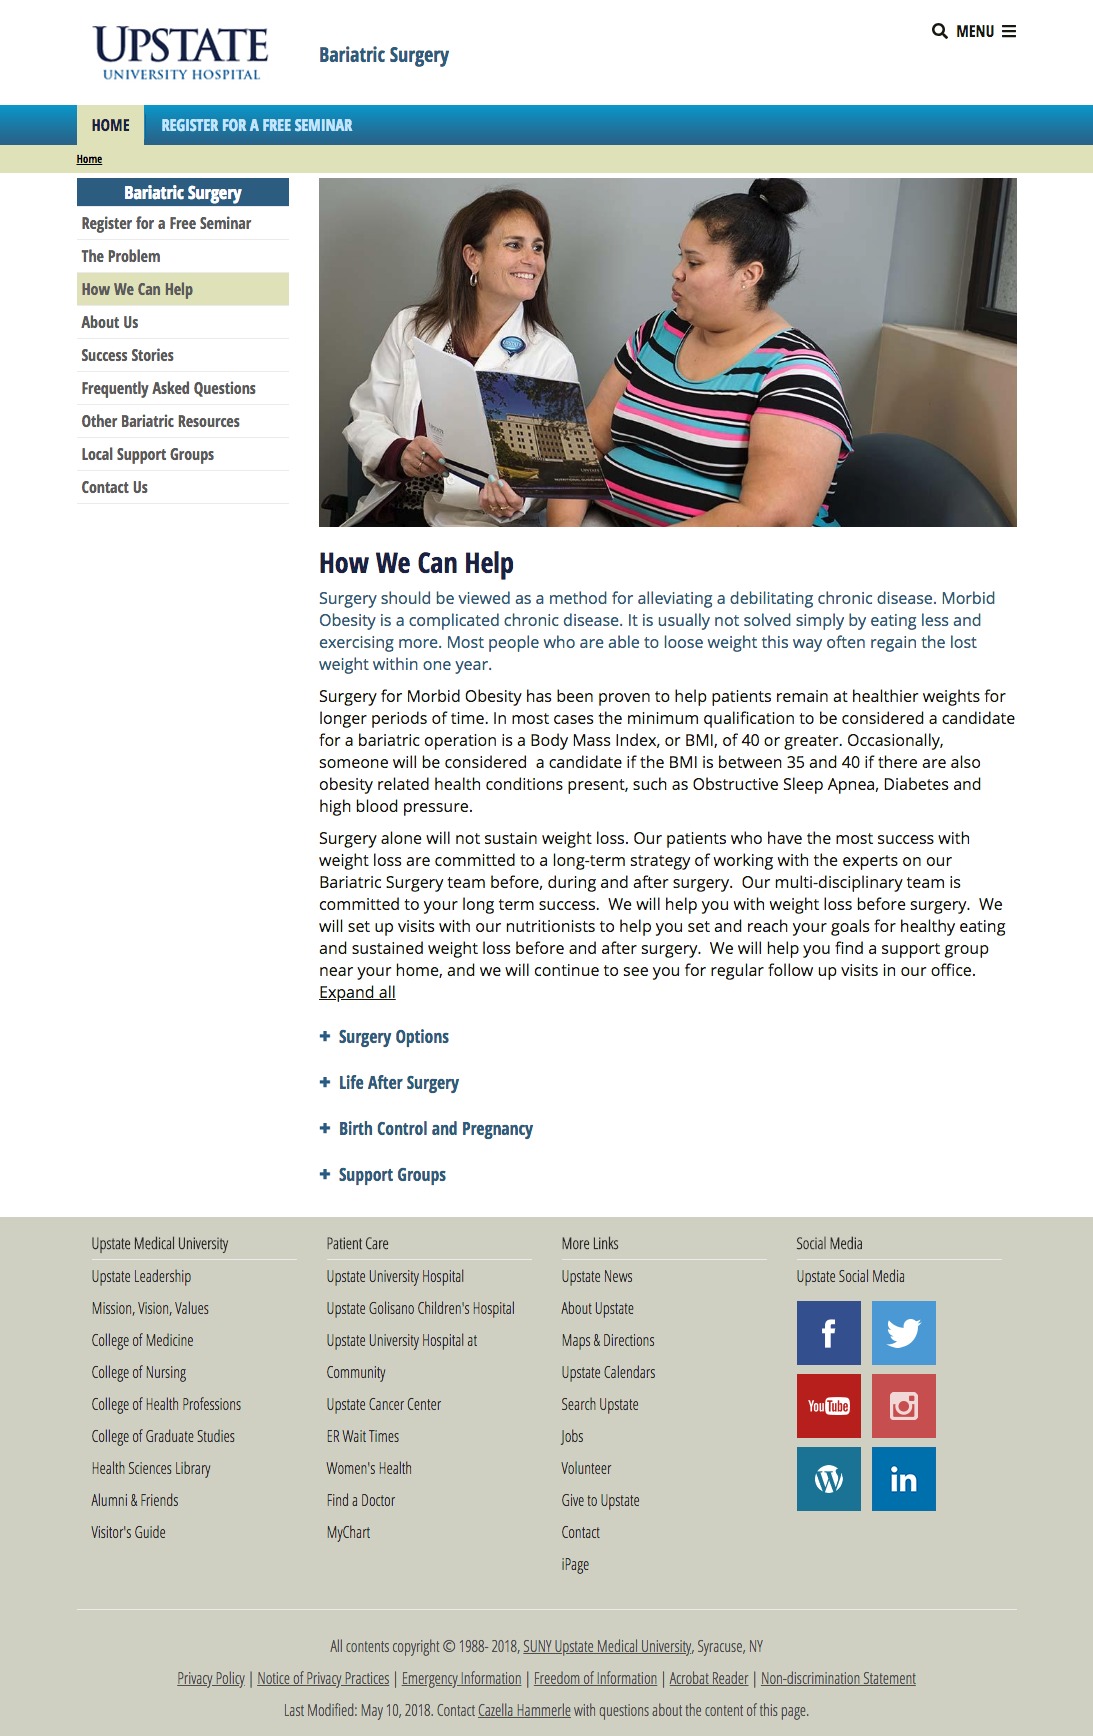 UPSTATE
UNIVERSITY HOSPITAL
Bariatric Surgery
MENU
HOME
REGISTER FOR A FREE SEMINAR
Home
Bariatric Surgery
Register for a Free Seminar
The Problem
How We Can Help
About Us
Success Stories
Frequently Asked Questions
Other Bariatric Resources
Local Support Groups
Contact Us
How We Can Help
Surgery should be viewed as a method for alleviating a debilitating chronic disease. Morbid
Obesity is a complicated chronic disease. It is usually not solved simply by eating less and
exercising more. Most people who are able to loose weight this way often regain the lost
weight within one year.
Surgery for Morbid Obesity has been proven to help patients remain at healthier weights for
longer periods of time. In most cases the minimum qualification to be considered a candidate
for a bariatric operation is a Body Mass Index, or BMI, of 40 or greater. Occasionally,
someone will be considered  a candidate if the BMI is between 35 and 40 if there are also
obesity related health conditions present, such as Obstructive Sleep Apnea, Diabetes and
high blood pressure.
Surgery alone will not sustain weight loss. Our patients who have the most success with
weight loss are committed to a long-term strategy of working with the experts on our
Bariatric Surgery team before, during and after surgery.  Our multi-disciplinary team is
committed to your long term success.  We will help you with weight loss before surgery.  We
will set up visits with our nutritionists to help you set and reach your goals for healthy eating
and sustained weight loss before and after surgery.  We will help you find a support group
near your home, and we will continue to see you for regular follow up visits in our office.
Expand all
+ Surgery Options
+ Life After Surgery
+ Birth Control and Pregnancy
+ Support Groups
Upstate Medical University
Upstate Leadership
Mission, Vision, Values
College of Medicine
College of Nursing
College of Health Professions
College of Graduate Studies
Health Sciences Library
Alumni & Friends
Visitor's Guide
Patient Care
Upstate University Hospital
Upstate Golisano Children's Hospital
Upstate University Hospital at
Community
Upstate Cancer Center
ER Wait Times
Women's Health
Find a Doctor
MyChart
More Links
Upstate News
About Upstate
Maps & Directions
Upstate Calendars
Search Upstate
Jobs
Volunteer
Give to Upstate
Contact
iPage
Social Media
Upstate Social Media
You Tube
in
All contents copyright © 1988- 2018, SUNY Upstate Medical University, Syracuse, NY
Privacy Policy | Notice of Privacy Practices | Emergency Information | Freedom of Information | Acrobat Reader | Non-discrimination Statement
Last Modified: May 10, 2018. Contact Cazella Hammerle with questions about the content of this page.